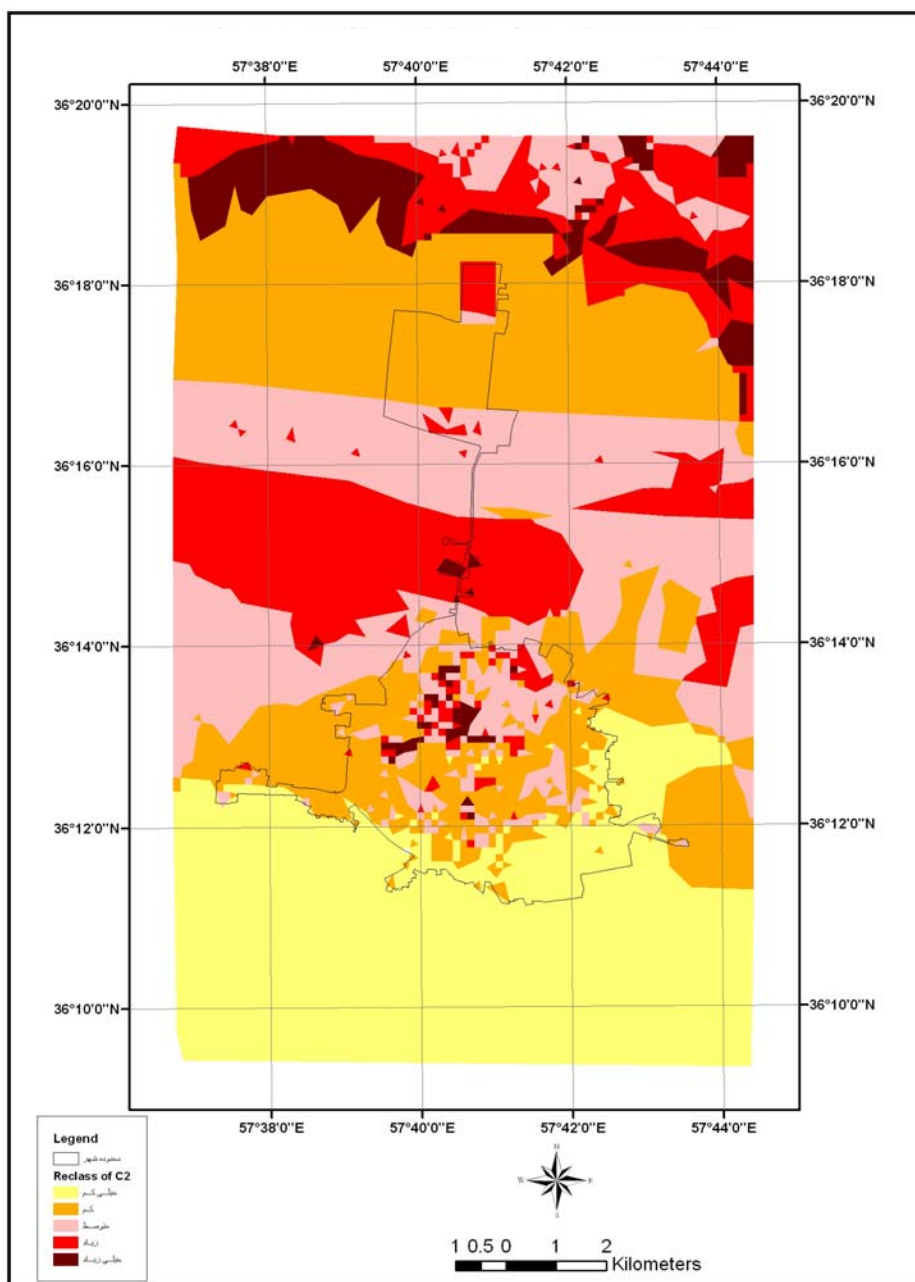 57°38'0"E 57°40'0"E 57°42'0"E 57°44'0"E
36°20'0"N 36°20'0"N
36°18'0"N 36°18'0"N
36°16'0"N 36°16'0"N
36°14'0"N 36°14'0"N
36°12'0"N 36°12'0"N
36°10'0"N 36°10'0"N
57°38'0"E 57°40'0"E 57°42'0"E 57°44'0"E
Legend
محدوده شهر
Reclass of C2
خیلی کم
کم
متوسط
زیاد
خیلی زیاد
N
W E
S
1 0.5 0 1 2
Kilometers